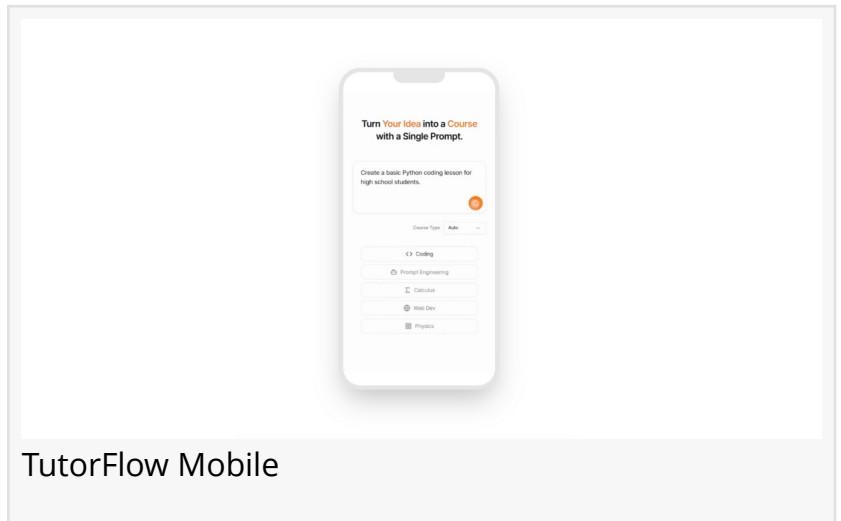 Turn Your Idea into a Course
with a Single Prompt.
Create a basic Python coding lesson for
high school students.
Course Type Auto
<> Coding
Prompt Engineering
Calculus
Web Dev
Physics
TutorFlow Mobile